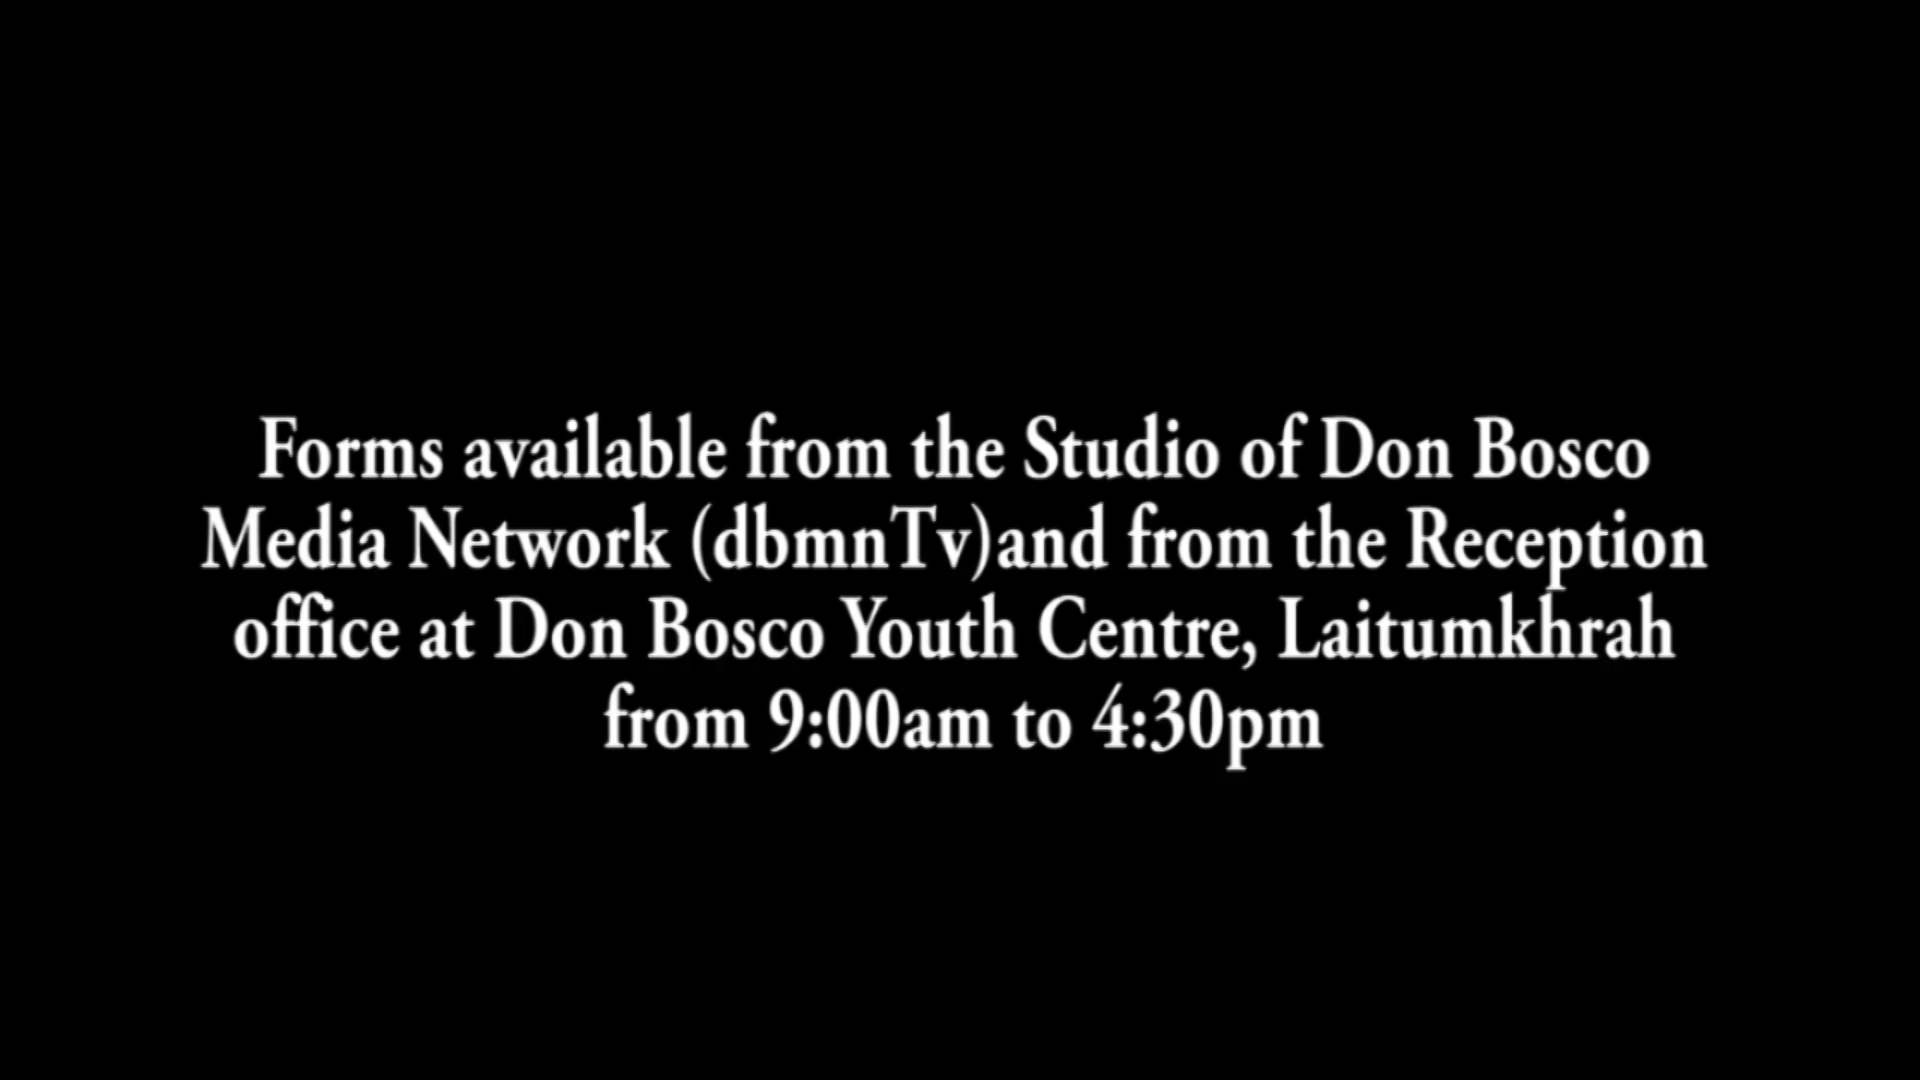 Forms available from the Studio of Don Bosco
Media Network (dbmnTv)and from the Reception
office at Don Bosco Youth Centre, Laitumkhrah
from 9:00am to 4:30pm